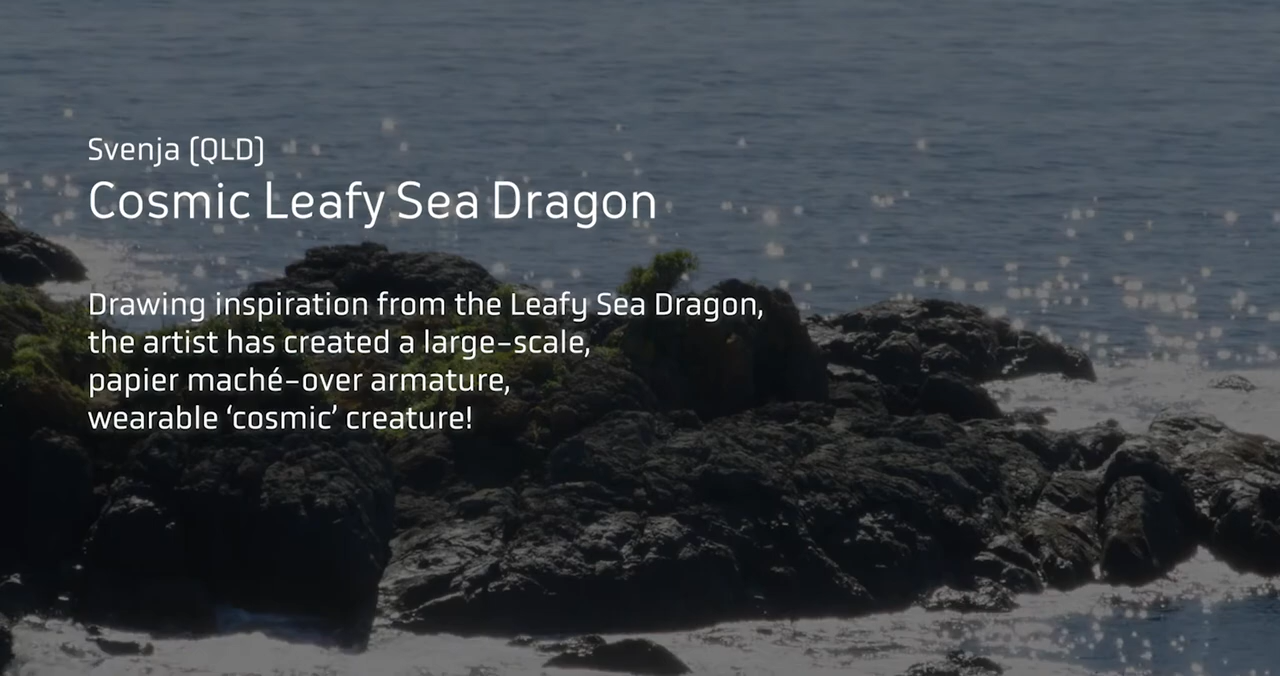 Svenja (QLD)
Cosmic Leafy Sea Dragon
Drawing inspiration from the Leafy Sea Dragon,
the artist has created a large-scale,
papier maché-over armature,
wearable ‘cosmic’ creature!